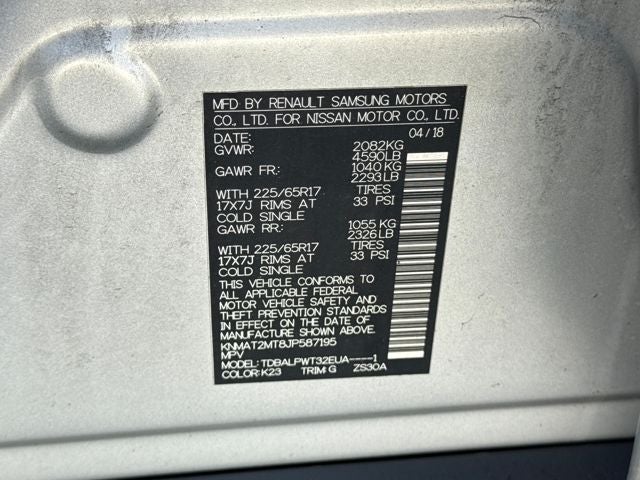 MFD BY RENAULT SAMSUNG MOTORS
CO., LTD. FOR NISSAN MOTOR CO., LTD.
DATE: 04/18
GVWR: 2082KG
4590LB
GAWR FR: 1040KG
2293LB
WITH 225/65R17 TIRES
17X7J RIMS AT 33 PSI
COLD SINGLE
GAWR RR: 1055 KG
2326LB
WITH 225/65R17 TIRES
17X7J RIMS AT 33 PSI
COLD SINGLE
THIS VEHICLE CONFORMS TO
ALL APPLICABLE FEDERAL
MOTOR VEHICLE SAFETY AND
THEFT PREVENTION STANDARDS
IN EFFECT ON THE DATE OF
MANUFACTURE SHOWN ABOVE.
KNMAT2MT8JP587195
MPV
MODEL: TDBALPWT32EUA----1
COLOR: K23 TRIM: G ZS30A